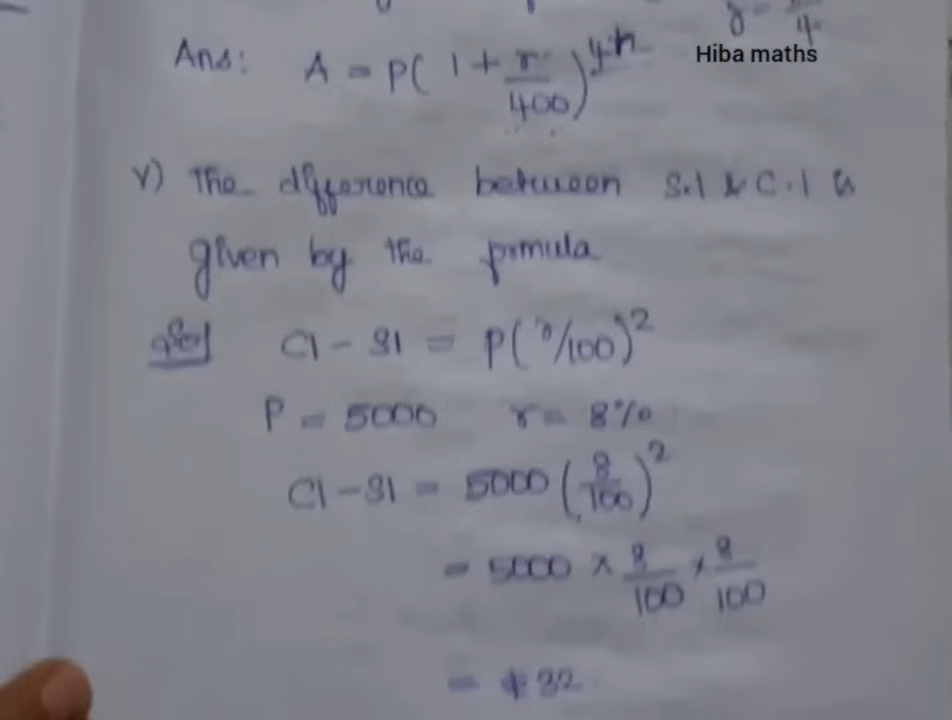 r/4
Hiba maths
Ans: A = P(1 + r/400)^4n
V) The difference between S.I & C.I is
given by the formula
Sol CI - SI = P(r/100)^2
P = 5000 r = 8%
CI - SI = 5000 (8/100)^2
= 5000 × 8/100 × 8/100
= 32